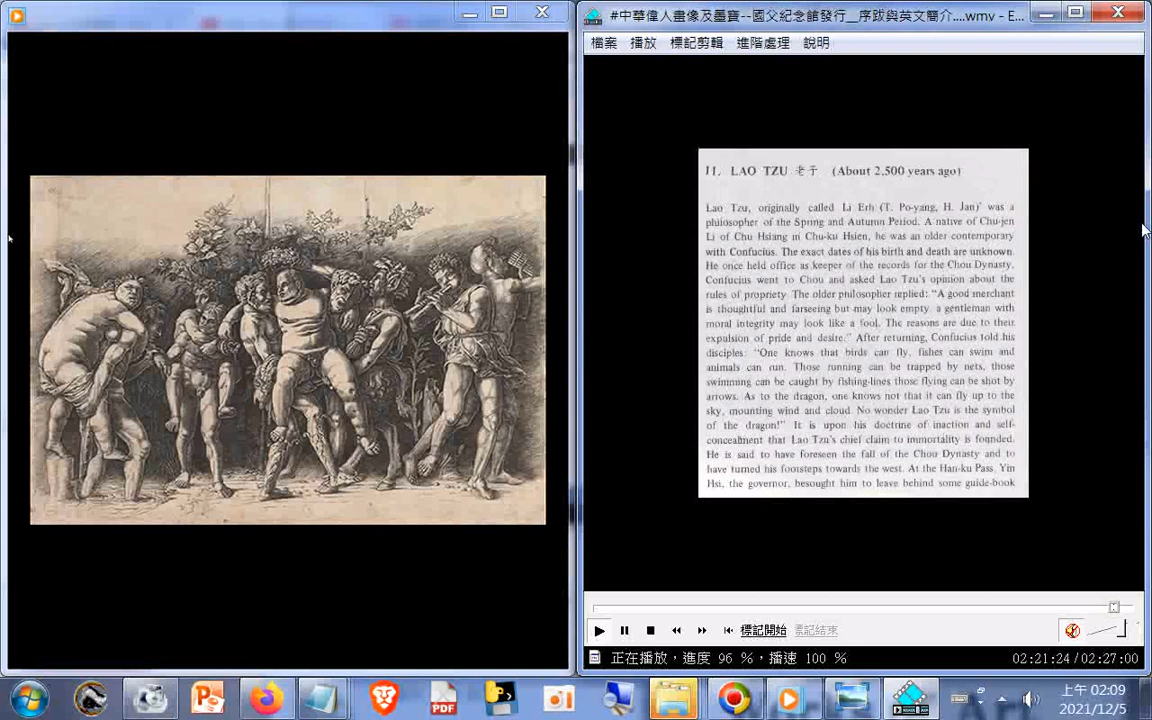 #中華偉人畫像及墨寶--國父紀念館發行__序跋與英文簡介....wmv - E...
檔案 播放 標記剪輯 進階處理 說明
11. LAO TZU 老子 (About 2,500 years ago)
Lao Tzu, originally called Li Erh (T. Po-yang, H. Jan) was a
philosopher of the Spring and Autumn Period. A native of Chu-jen
Li of Chu Hsiang in Chu-ku Hsien, he was an older contemporary
with Confucius. The exact dates of his birth and death are unknown.
He once held office as keeper of the records for the Chou Dynasty.
Confucius went to Chou and asked Lao Tzu's opinion about the
rules of propriety The older philosopher replied: "A good merchant
is thoughtful and farseeing but may look empty a gentleman with
moral integrity may look like a fool. The reasons are due to their
expulsion of pride and desire." After returning, Confucius told his
disciples: "One knows that birds can fly, fishes can swim and
animals can run. Those running can be trapped by nets, those
swimming can be caught by fishing-lines those flying can be shot by
arrows. As to the dragon, one knows not that it can fly up to the
sky, mounting wind and cloud. No wonder Lao Tzu is the symbol
of the dragon!" It is upon his doctrine of inaction and self-
concealment that Lao Tzu's chief claim to immortality is founded.
He is said to have foreseen the fall of the Chou Dynasty and to
have turned his footsteps towards the west. At the Han-ku Pass Yin
Hsi, the governor, besought him to leave behind some guide-book
標記開始 標記結束
正在播放，進度 96 %，播速 100 % 02:21:24 / 02:27:00
PDF
上午 02:09
2021/12/5